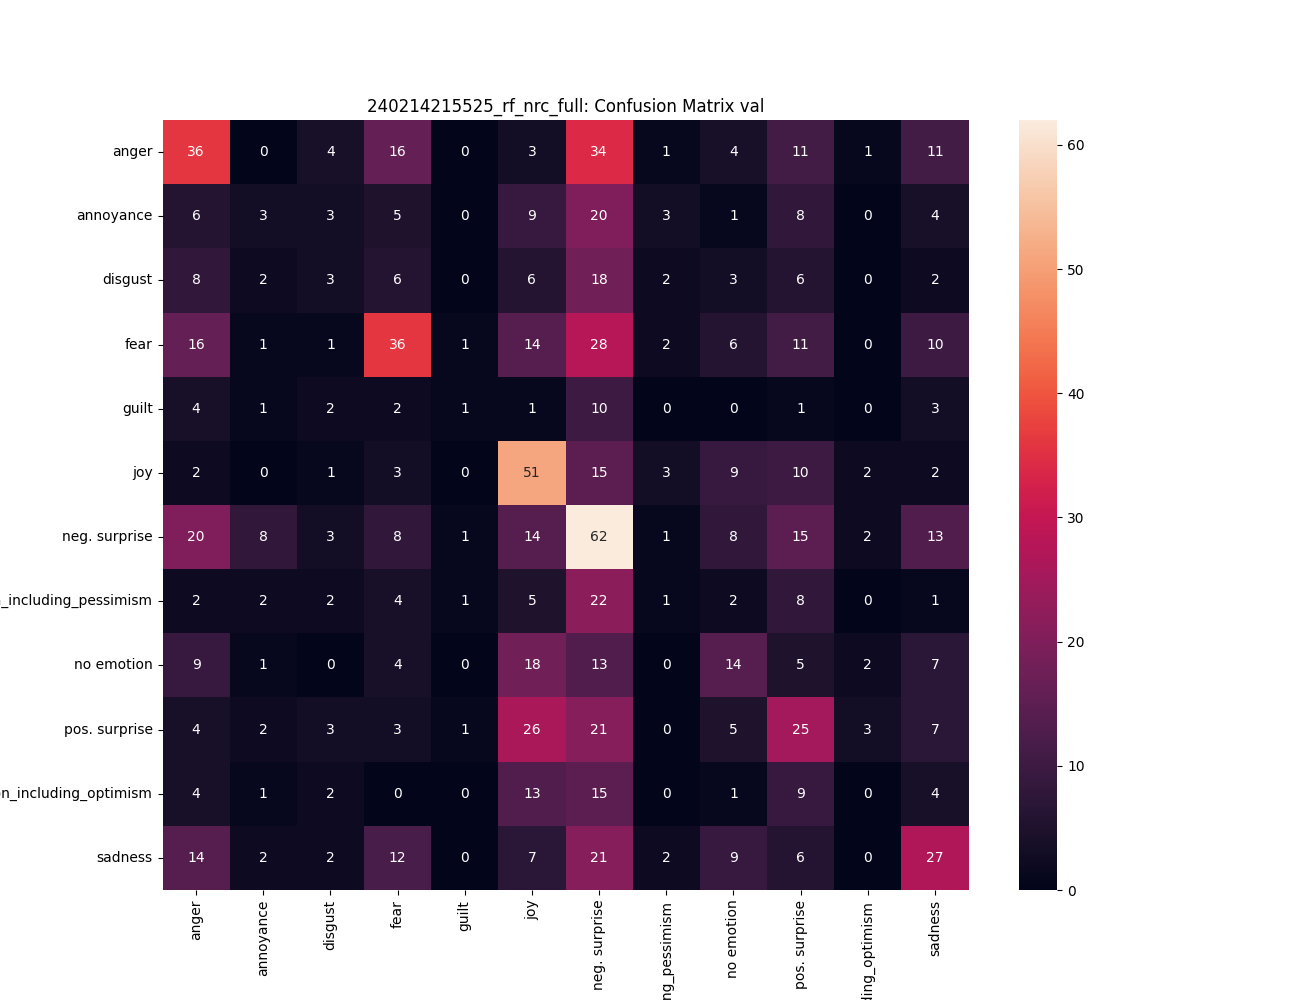 240214215525_rf_nrc_full: Confusion Matrix val
anger 36 0 4 16 0 3 34 1 4 11 1 11
annoyance 6 3 3 5 0 9 20 3 1 8 0 4
disgust 8 2 3 6 0 6 18 2 3 6 0 2
fear 16 1 1 36 1 14 28 2 6 11 0 10
guilt 4 1 2 2 1 1 10 0 0 1 0 3
joy 2 0 1 3 0 51 15 3 9 10 2 2
neg. surprise 20 8 3 8 1 14 62 1 8 15 2 13
_including_pessimism 2 2 2 4 1 5 22 1 2 8 0 1
no emotion 9 1 0 4 0 18 13 0 14 5 2 7
pos. surprise 4 2 3 3 1 26 21 0 5 25 3 7
n_including_optimism 4 1 2 0 0 13 15 0 1 9 0 4
sadness 14 2 2 12 0 7 21 2 9 6 0 27
anger
annoyance
disgust
fear
guilt
joy
neg. surprise
ng_pessimism
no emotion
pos. surprise
ding_optimism
sadness
60
50
40
30
20
10
0